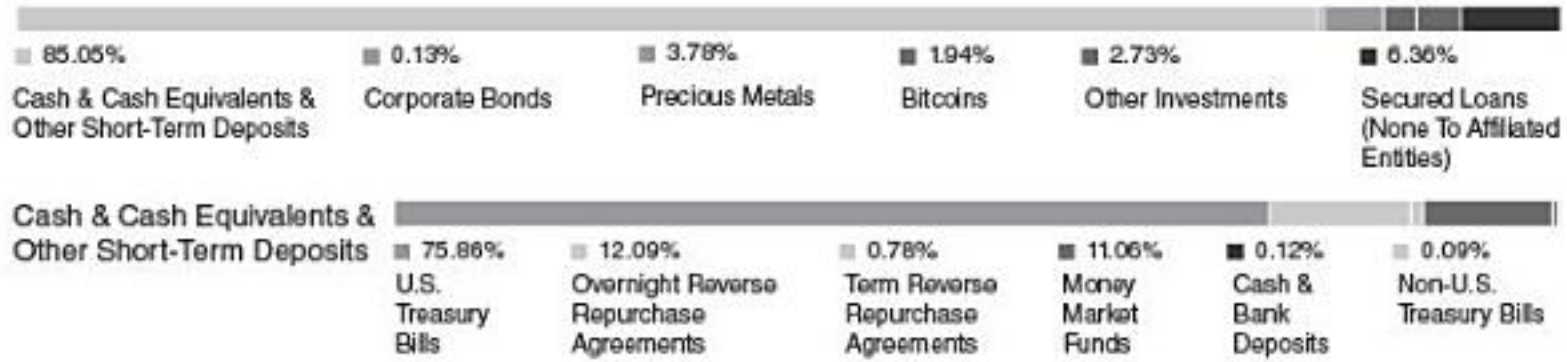 85.05% 0.13% 3.78% 1.94% 2.73% 6.36%
Cash & Cash Equivalents & Corporate Bonds Precious Metals Bitcoins Other Investments Secured Loans
Other Short-Term Deposits (None To Affiliated
Entities)
Cash & Cash Equivalents &
Other Short-Term Deposits 75.86% 12.09% 0.78% 11.06% 0.12% 0.09%
U.S. Overnight Reverse Term Reverse Money Cash & Non-U.S.
Treasury Repurchase Repurchase Market Bank Treasury Bills
Bills Agreements Agreements Funds Deposits